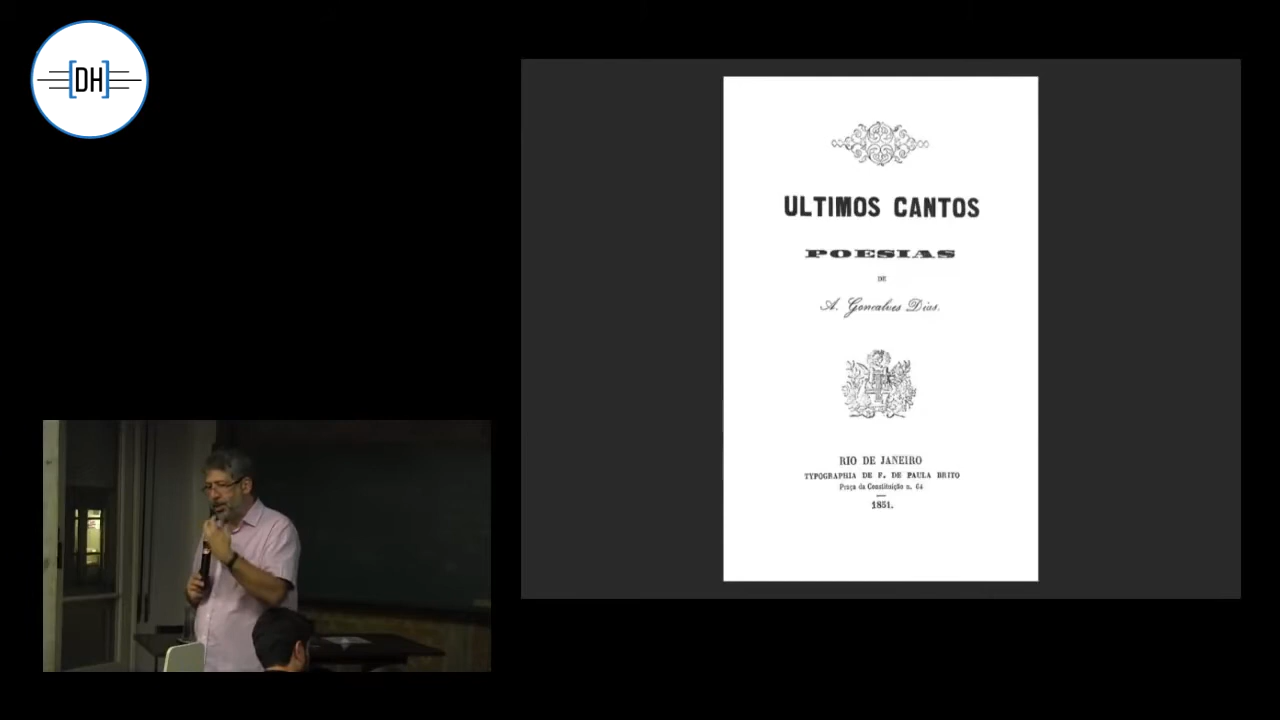 [DH]
ULTIMOS CANTOS
POESIAS
DE
A. Goncalves Dias.
RIO DE JANEIRO
TYPOGRAPHIA DE F. DE PAULA BRITO
Praça da Constituição n. 64
1851.